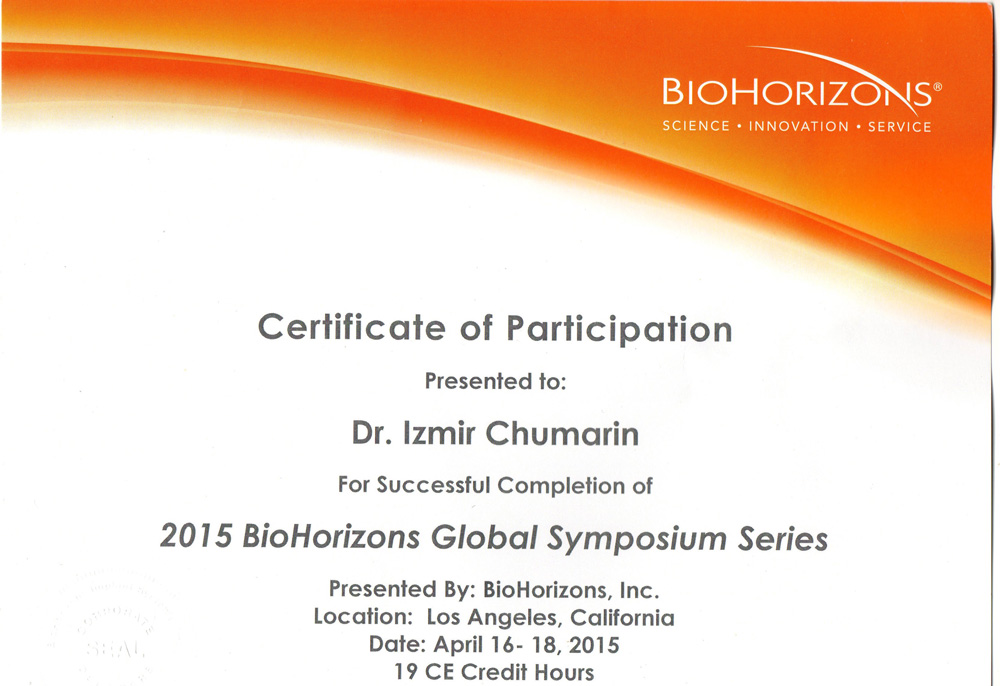 BIOHORIZONS®
SCIENCE • INNOVATION • SERVICE
Certificate of Participation
Presented to:
Dr. Izmir Chumarin
For Successful Completion of
2015 BioHorizons Global Symposium Series
Presented By: BioHorizons, Inc.
Location: Los Angeles, California
Date: April 16- 18, 2015
19 CE Credit Hours
CORPORATE
SEAL